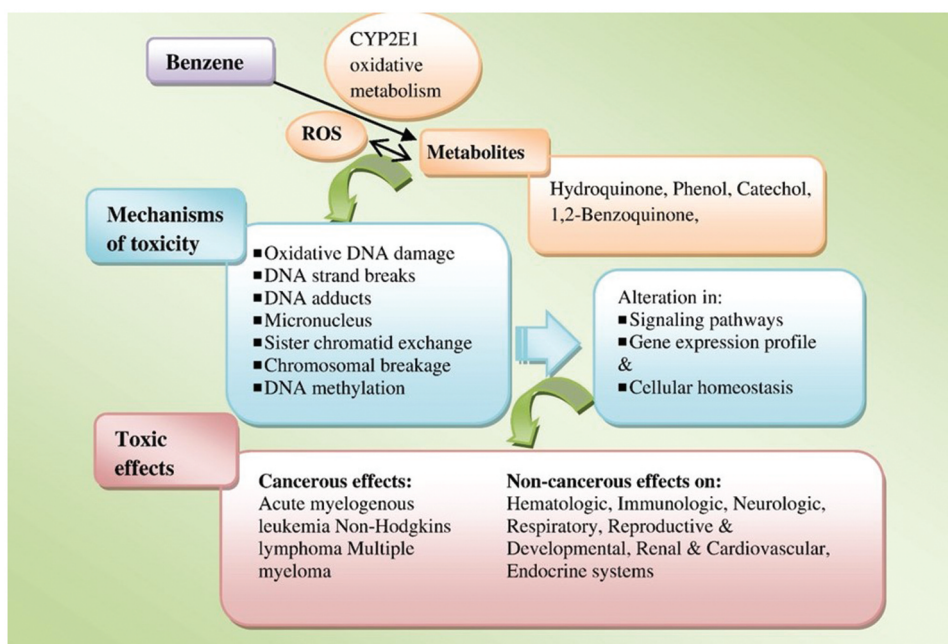 Benzene
CYP2E1
oxidative
metabolism
ROS
Metabolites
Hydroquinone, Phenol, Catechol,
1,2-Benzoquinone,
Mechanisms
of toxicity
▪Oxidative DNA damage
▪DNA strand breaks
▪DNA adducts
▪Micronucleus
▪Sister chromatid exchange
▪Chromosomal breakage
▪DNA methylation
Alteration in:
▪Signaling pathways
▪Gene expression profile
&
▪Cellular homeostasis
Toxic
effects
Cancerous effects:
Acute myelogenous
leukemia Non-Hodgkins
lymphoma Multiple
myeloma
Non-cancerous effects on:
Hematologic, Immunologic, Neurologic,
Respiratory, Reproductive &
Developmental, Renal & Cardiovascular,
Endocrine systems